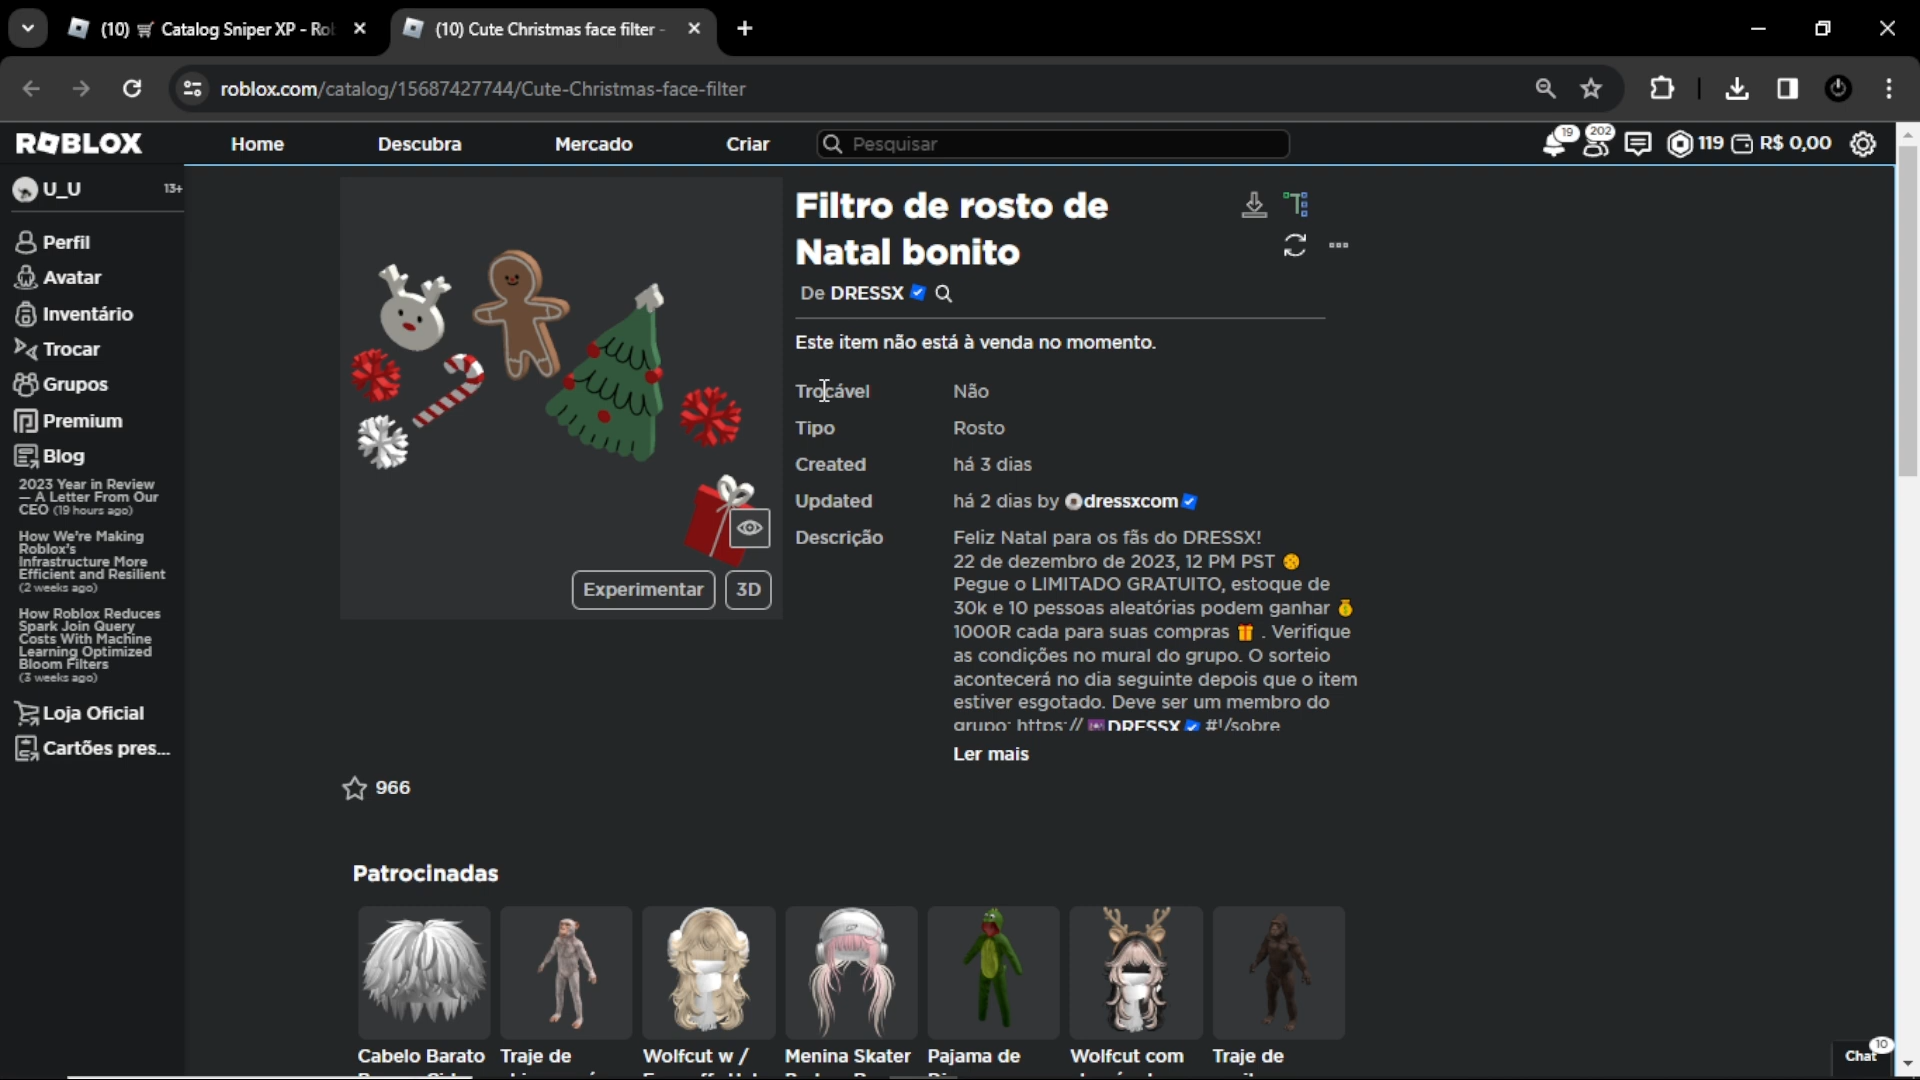 (10) 🛒 Catalog Sniper XP - Ro
(10) Cute Christmas face filter -
roblox.com/catalog/15687427744/Cute-Christmas-face-filter
ROBLOX
Home
Descubra
Mercado
Criar
Pesquisar
19
202
119
R$ 0,00
U_U
13+
Perfil
Avatar
Inventário
Trocar
Grupos
Premium
Blog
2023 Year in Review
— A Letter From Our
CEO (19 hours ago)
How We're Making
Roblox's
Infrastructure More
Efficient and Resilient
(2 weeks ago)
How Roblox Reduces
Spark Join Query
Costs With Machine
Learning Optimized
Bloom Filters
(3 weeks ago)
Loja Oficial
Cartões pres...
Experimentar
3D
966
Filtro de rosto de
Natal bonito
De DRESSX
Este item não está à venda no momento.
Trocável Não
Tipo Rosto
Created há 3 dias
Updated há 2 dias by dressxcom
Descrição Feliz Natal para os fãs do DRESSX!
22 de dezembro de 2023, 12 PM PST
Pegue o LIMITADO GRATUITO, estoque de
30k e 10 pessoas aleatórias podem ganhar 💰
1000R cada para suas compras 🎁 . Verifique
as condições no mural do grupo. O sorteio
acontecerá no dia seguinte depois que o item
estiver esgotado. Deve ser um membro do
grupo: https:// DRESSX #!/sobre
Ler mais
Patrocinadas
Cabelo Barato
Traje de
Wolfcut w /
Menina Skater
Pajama de
Wolfcut com
Traje de
Chat
10